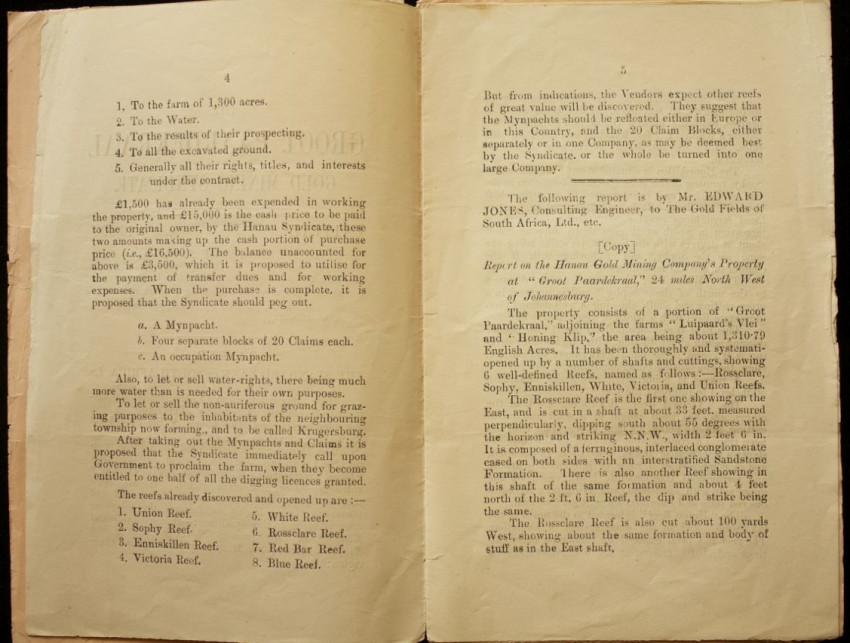 4
1. To the farm of 1,300 acres.
2. To the Water.
3. To the results of their prospecting.
4. To all the excavated ground.
5. Generally all their rights, titles, and interests
under the contract.
£1,500 has already been expended in working
the property, and £15,000 is the cash price to be paid
to the original owner, by the Hanau Syndicate, these
two amounts making up the cash portion of purchase
price (i.e., £16,500). The balance unaccounted for
above is £3,500, which it is proposed to utilise for
the payment of transfer dues and for working
expenses. When the purchase is complete, it is
proposed that the Syndicate should peg out.
a. A Mynpacht.
b. Four separate blocks of 20 Claims each.
c. An occupation Mynpacht.
Also, to let or sell water-rights, there being much
more water than is needed for their own purposes.
To let or sell the non-auriferous ground for graz-
ing purposes to the inhabitants of the neighbouring
township now forming, and to be called Krugersburg.
After taking out the Mynpachts and Claims it is
proposed that the Syndicate immediately call upon
Government to proclaim the farm, when they become
entitled to one half of all the digging licences granted.
The reefs already discovered and opened up are :—
1. Union Reef.
2. Sophy Reef.
3. Enniskillen Reef.
4. Victoria Reef.
5. White Reef.
6. Rossclare Reef.
7. Red Bar Reef.
8. Blue Reef.
5
But from indications, the Vendors expect other reefs
of great value will be discovered. They suggest that
the Mynpachts should be refloated either in Europe or
in this Country, and the 20 Claim Blocks, either
separately or in one Company, as may be deemed best
by the Syndicate, or the whole be turned into one
large Company.
The following report is by Mr. EDWARD
JONES, Consulting Engineer, to The Gold Fields of
South Africa, Ltd., etc.
[Copy]
Report on the Hanau Gold Mining Company's Property
at "Groot Paardekraal," 24 miles North West
of Johannesburg.
The property consists of a portion of "Groot
Paardekraal," adjoining the farms "Luipaard's Vlei"
and "Honing Klip," the area being about 1,310·79
English Acres. It has been thoroughly and systemati-
opened up by a number of shafts and cuttings, showing
6 well-defined Reefs, named as follows :—Rossclare,
Sophy, Enniskillen, White, Victoria, and Union Reefs.
The Rossclare Reef is the first one showing on the
East, and is cut in a shaft at about 33 feet, measured
perpendicularly, dipping south about 55 degrees with
the horizon and striking N.N.W., width 2 feet 6 in.
It is composed of a ferruginous, interlaced conglomerate
cased on both sides with an interstratified Sandstone
Formation. There is also another Reef showing in
this shaft of the same formation and about 4 feet
north of the 2 ft. 6 in. Reef, the dip and strike being
the same.
The Rossclare Reef is also cut about 100 yards
West, showing about the same formation and body of
stuff as in the East shaft.